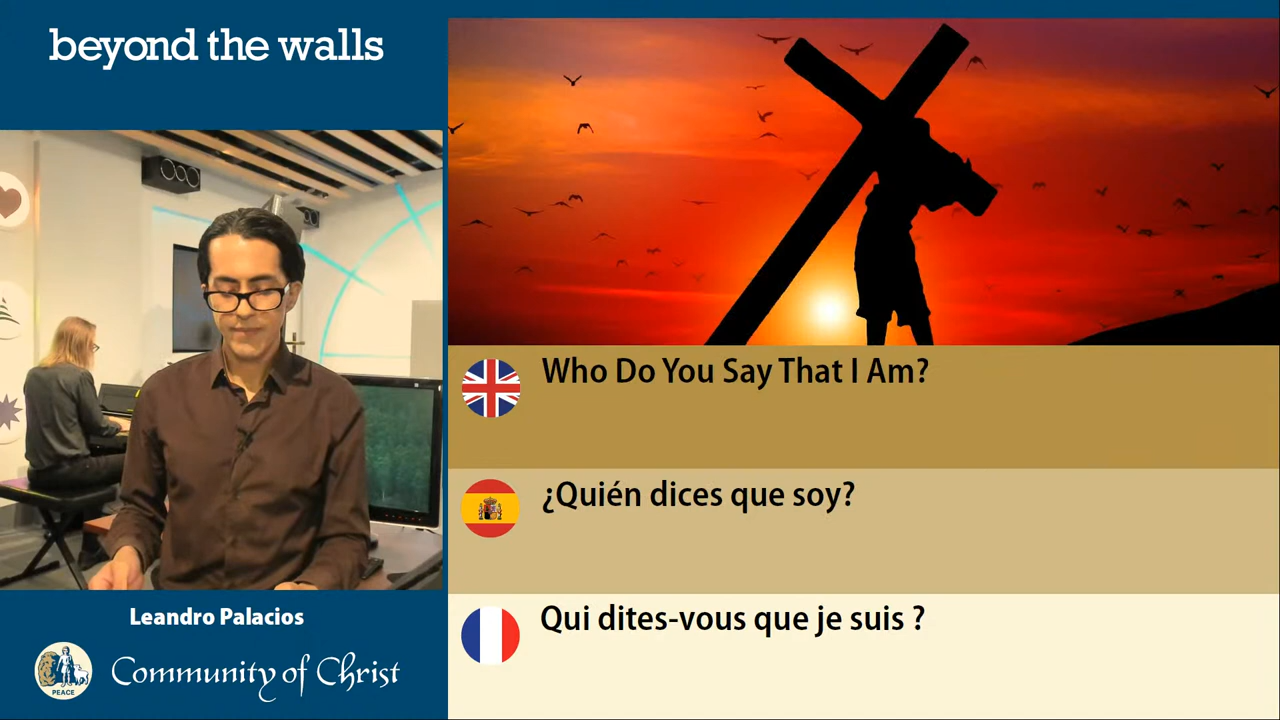 beyond the walls
Who Do You Say That I Am?
¿Quién dices que soy?
Qui dites-vous que je suis ?
Leandro Palacios
PEACE
Community of Christ